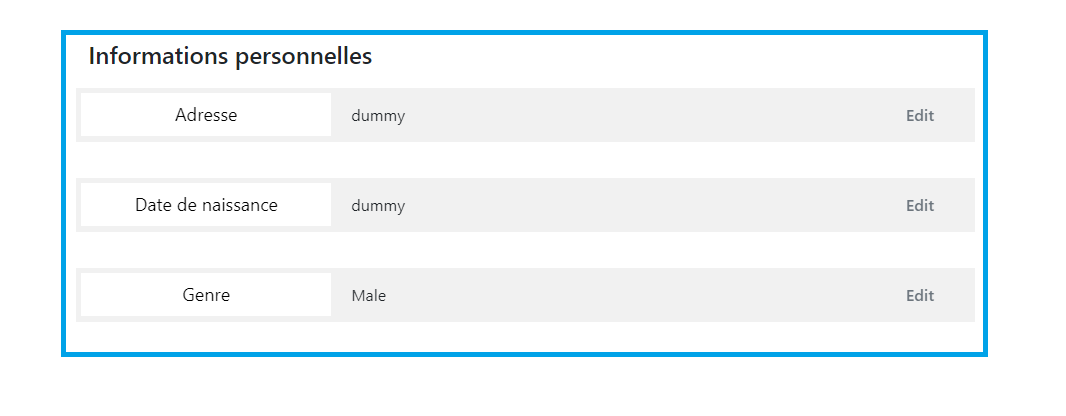 Informations personnelles
Adresse dummy Edit
Date de naissance dummy Edit
Genre Male Edit